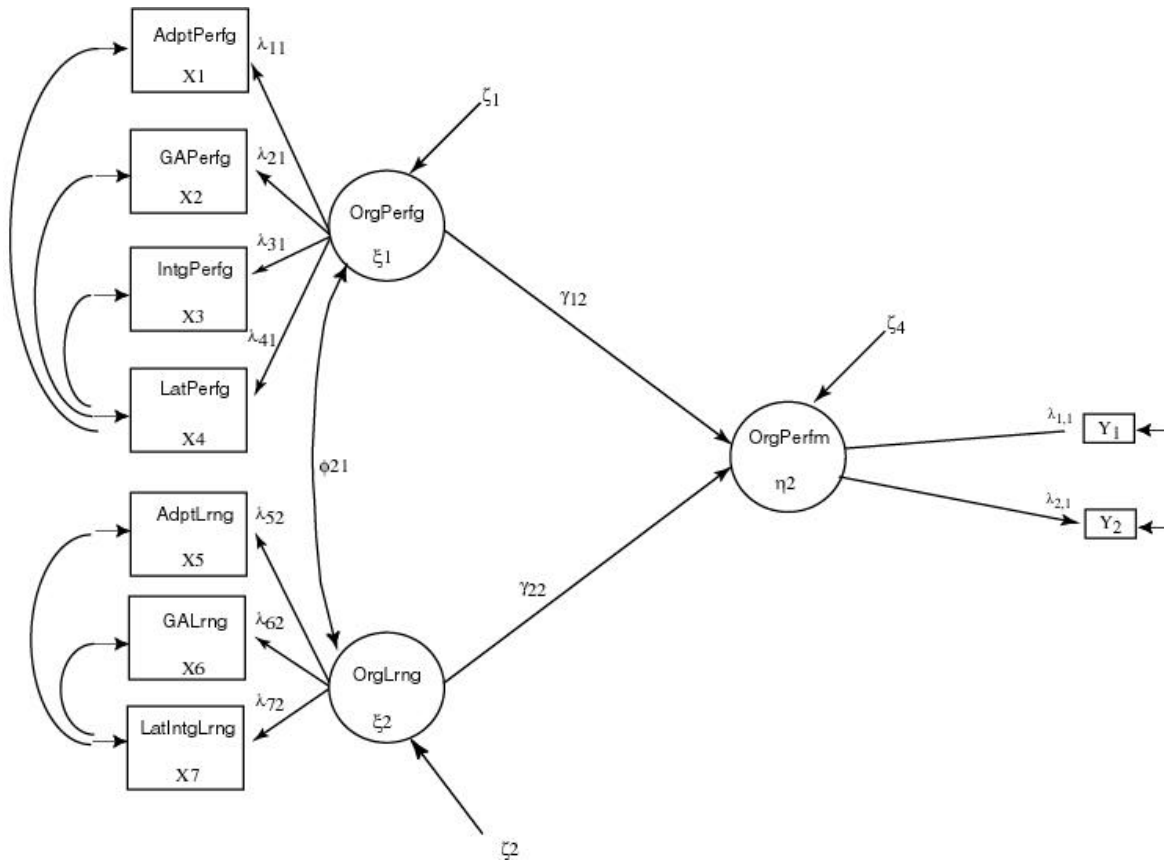 AdptPerfg
X1
λ11
ζ1
GAPerfg
X2
λ21
OrgPerfg
ξ1
IntgPerfg
X3
λ31
γ12
LatPerfg
X4
λ41
ζ4
OrgPerfm
η2
λ1,1
Y1
λ2,1
Y2
ϕ21
AdptLrng
X5
λ52
γ22
GALrng
X6
λ62
OrgLrng
ξ2
LatIntgLrng
X7
λ72
ζ2